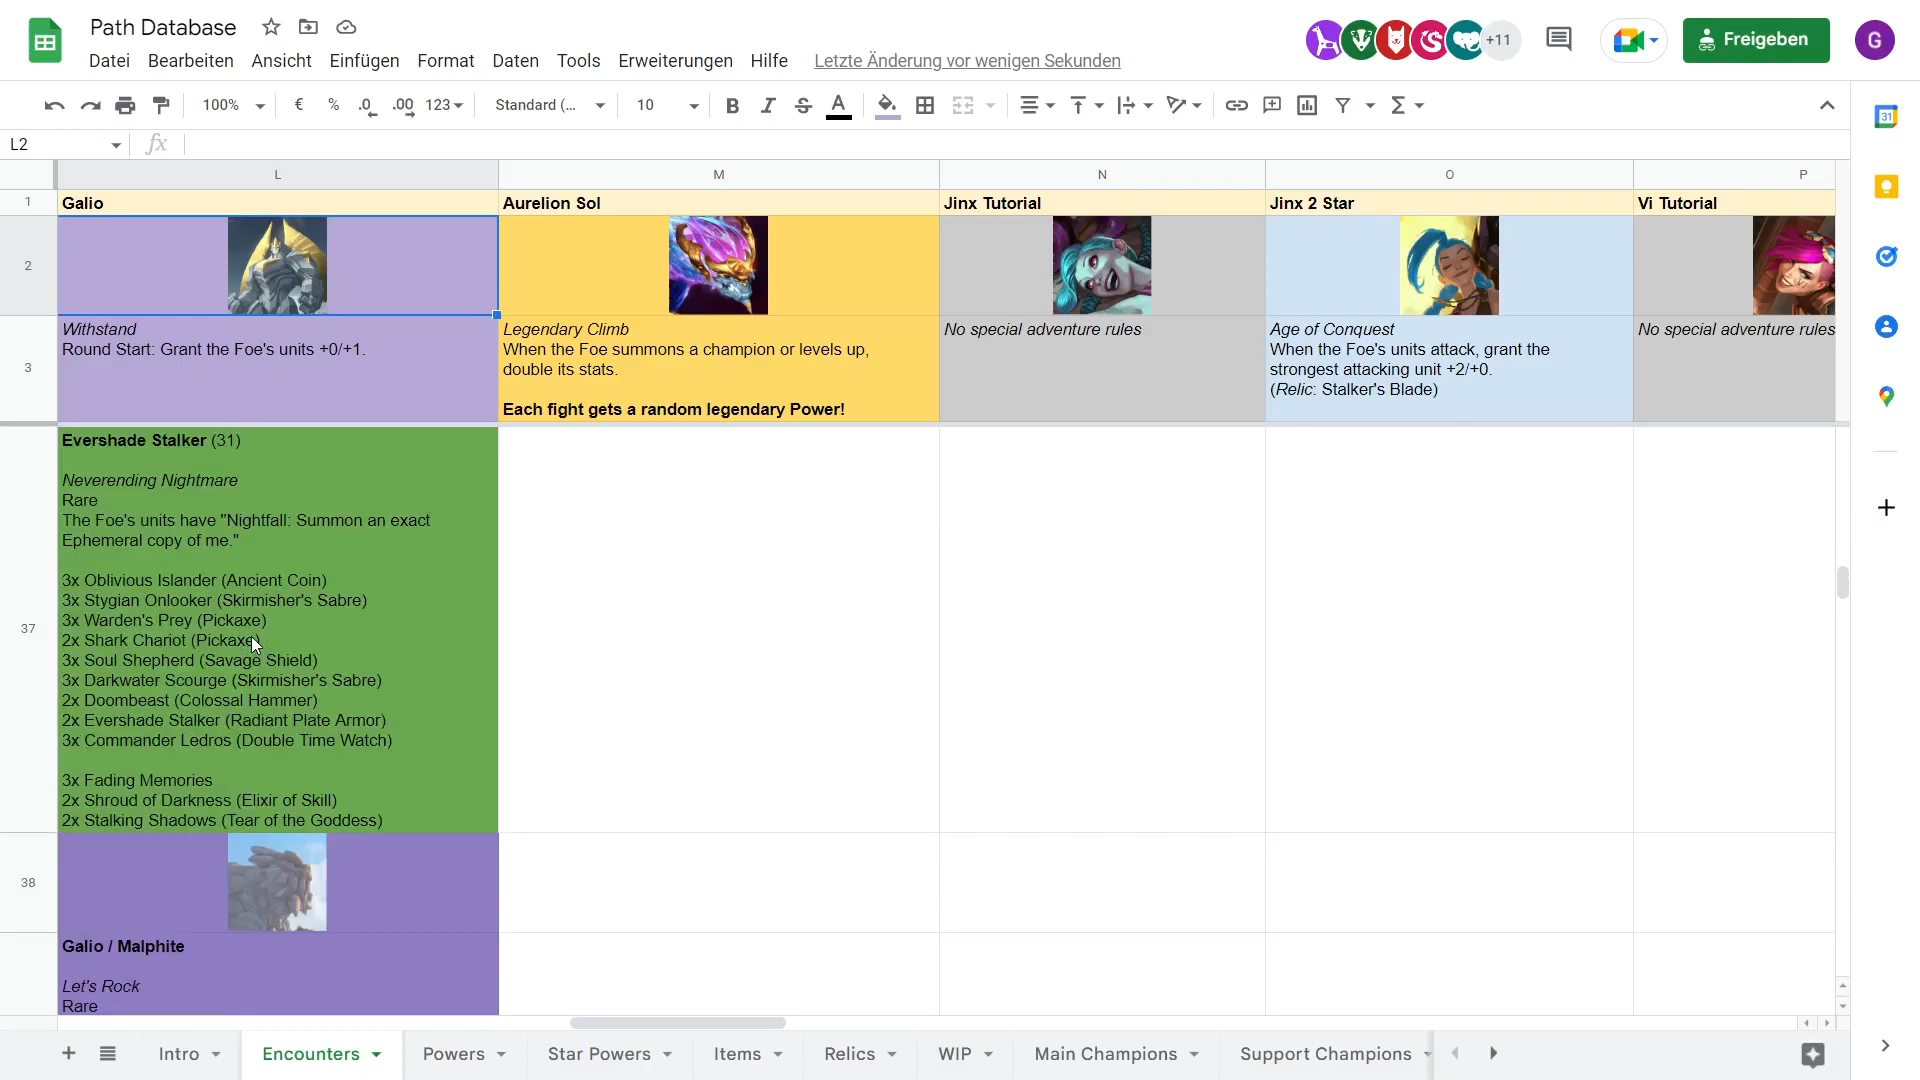 Path Database
Datei Bearbeiten Ansicht Einfügen Format Daten Tools Erweiterungen Hilfe Letzte Änderung vor wenigen Sekunden
+11
Freigeben
G
100% € % .0 .00 123 Standard (... 10 B I S A Σ
L2 fx
31
L M N O P
1 Galio Aurelion Sol Jinx Tutorial Jinx 2 Star Vi Tutorial
2
3
Withstand
Round Start: Grant the Foe's units +0/+1.
Legendary Climb
When the Foe summons a champion or levels up,
double its stats.
Each fight gets a random legendary Power!
No special adventure rules
Age of Conquest
When the Foe's units attack, grant the
strongest attacking unit +2/+0.
(Relic: Stalker's Blade)
No special adventure rules
37
Evershade Stalker (31)
Neverending Nightmare
Rare
The Foe's units have "Nightfall: Summon an exact
Ephemeral copy of me."
3x Oblivious Islander (Ancient Coin)
3x Stygian Onlooker (Skirmisher's Sabre)
3x Warden's Prey (Pickaxe)
2x Shark Chariot (Pickaxe)
3x Soul Shepherd (Savage Shield)
3x Darkwater Scourge (Skirmisher's Sabre)
2x Doombeast (Colossal Hammer)
2x Evershade Stalker (Radiant Plate Armor)
3x Commander Ledros (Double Time Watch)
3x Fading Memories
2x Shroud of Darkness (Elixir of Skill)
2x Stalking Shadows (Tear of the Goddess)
38
Galio / Malphite
Let's Rock
Rare
Intro Encounters Powers Star Powers Items Relics WIP Main Champions Support Champions